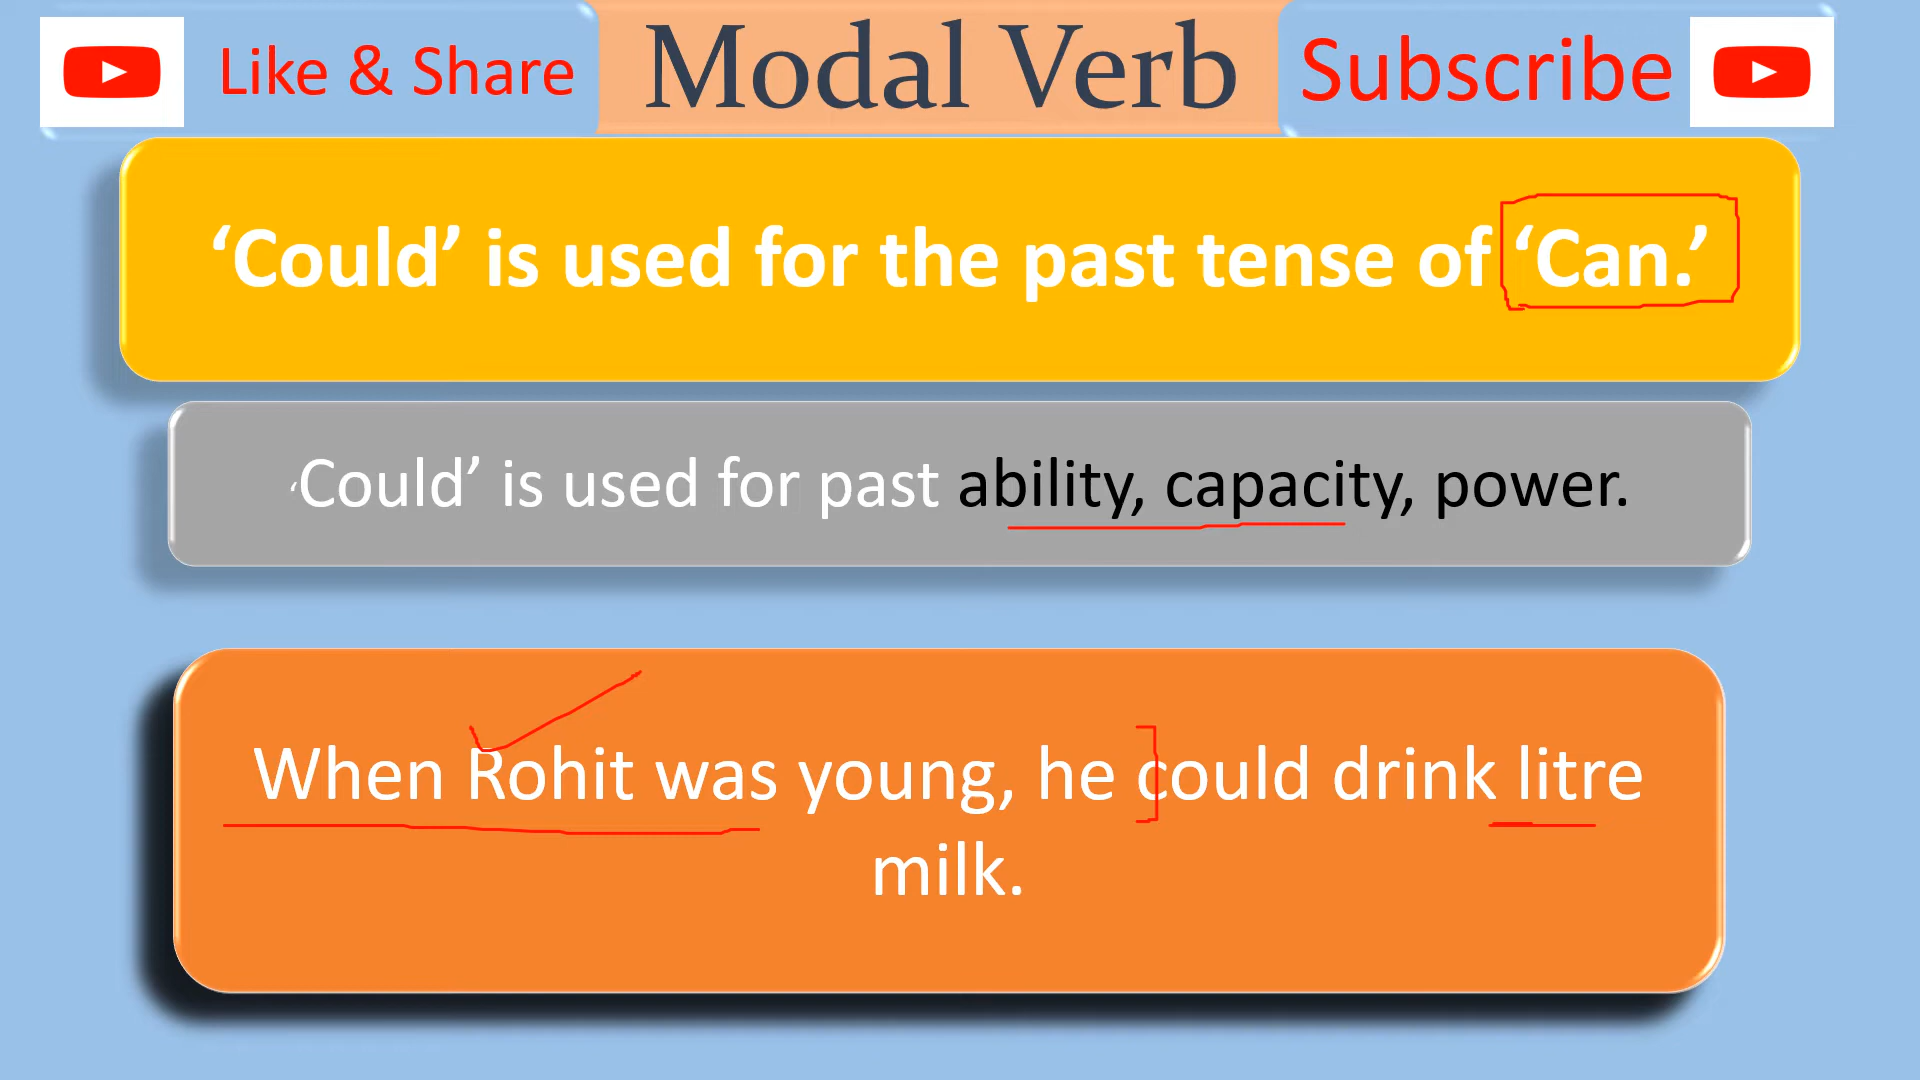 Like & Share
Modal Verb
Subscribe
‘Could’ is used for the past tense of ‘Can.’
‘Could’ is used for past ability, capacity, power.
When Rohit was young, he could drink litre
milk.